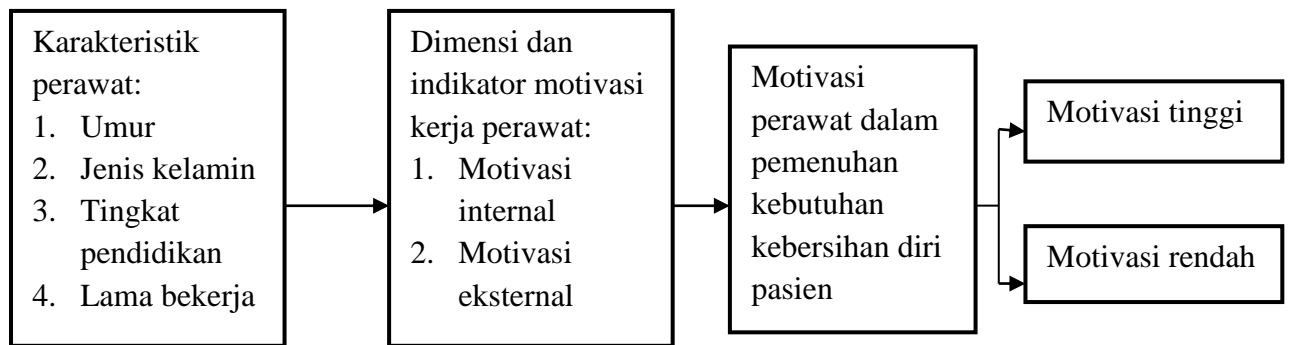 Karakteristik
perawat:
1. Umur
2. Jenis kelamin
3. Tingkat
pendidikan
4. Lama bekerja
Dimensi dan
indikator motivasi
kerja perawat:
1. Motivasi
internal
2. Motivasi
eksternal
Motivasi
perawat dalam
pemenuhan
kebutuhan
kebersihan diri
pasien
Motivasi tinggi
Motivasi rendah